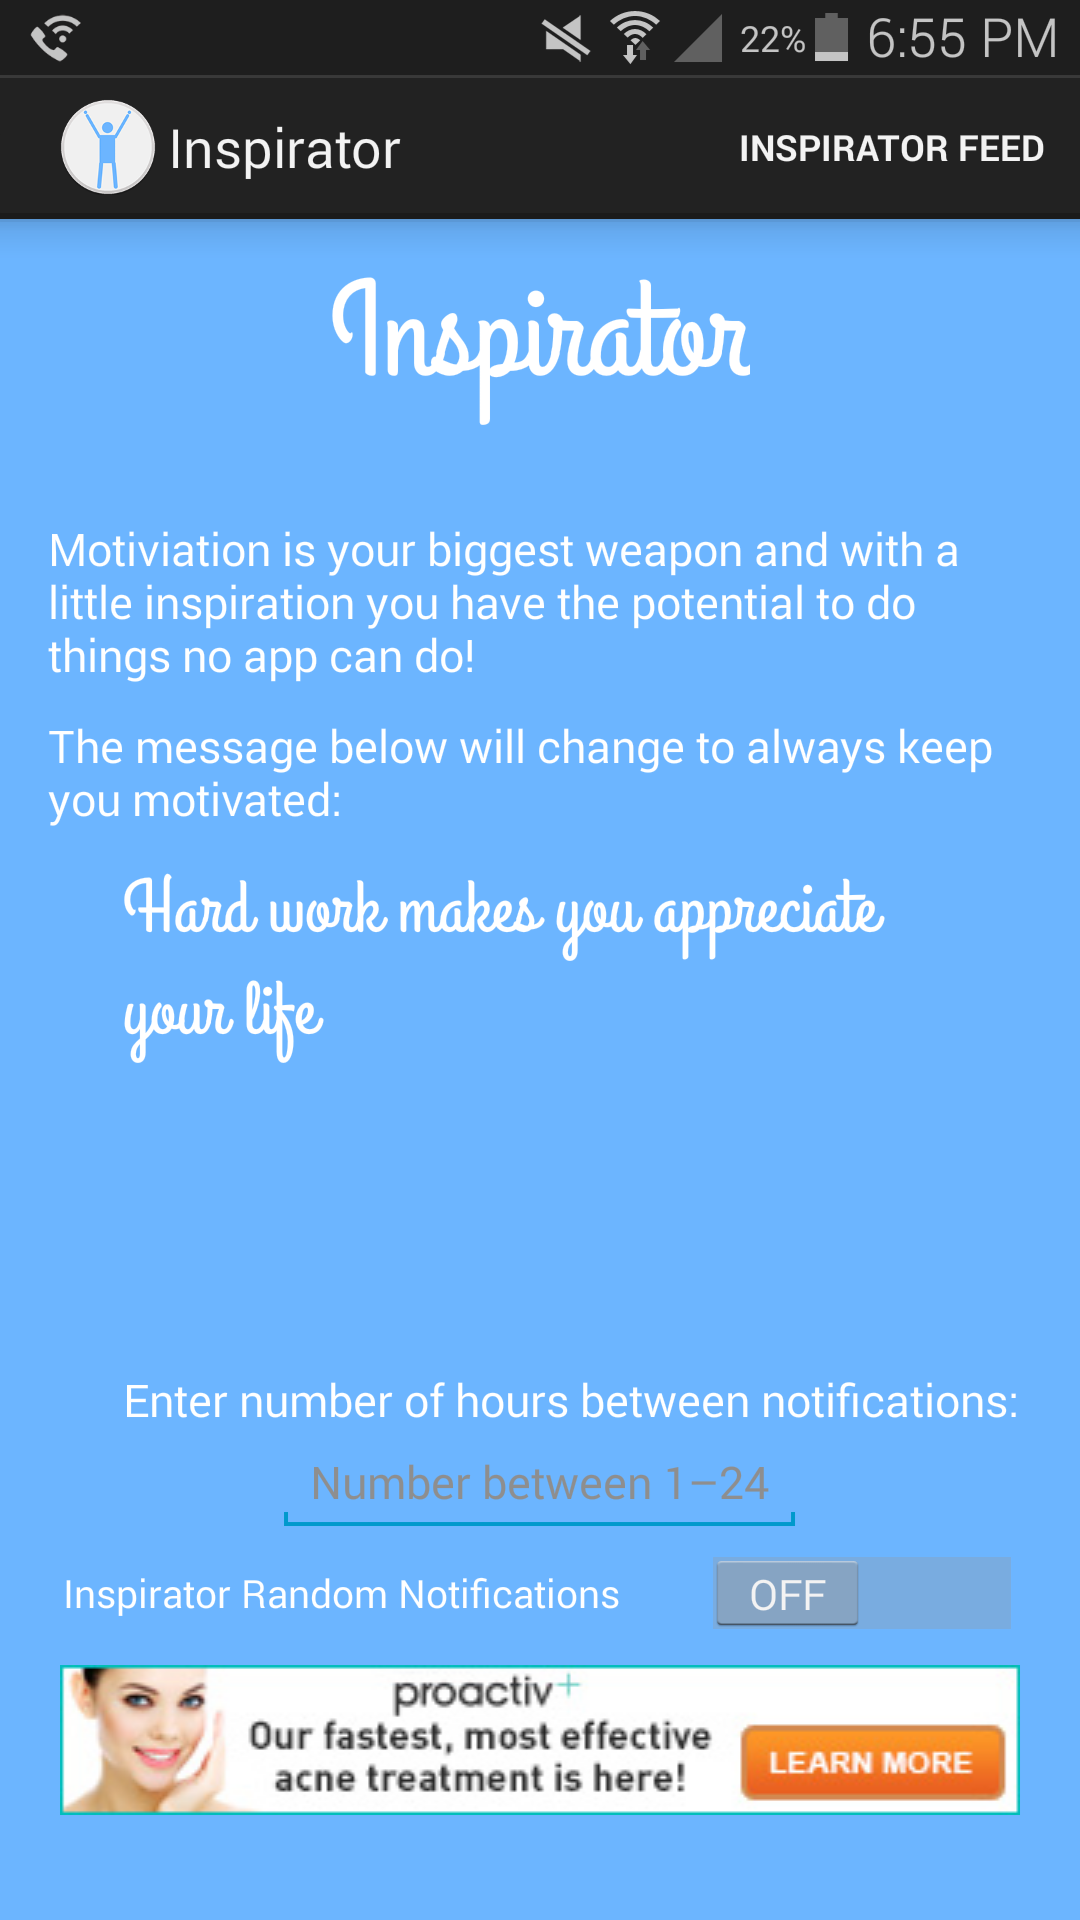 22% 6:55 PM
Inspirator INSPIRATOR FEED
Inspirator
Motiviation is your biggest weapon and with a
little inspiration you have the potential to do
things no app can do!
The message below will change to always keep
you motivated:
Hard work makes you appreciate
your life
Enter number of hours between notifications:
Number between 1-24
Inspirator Random Notifications OFF
proactiv+
Our fastest, most effective
acne treatment is here!
LEARN MORE